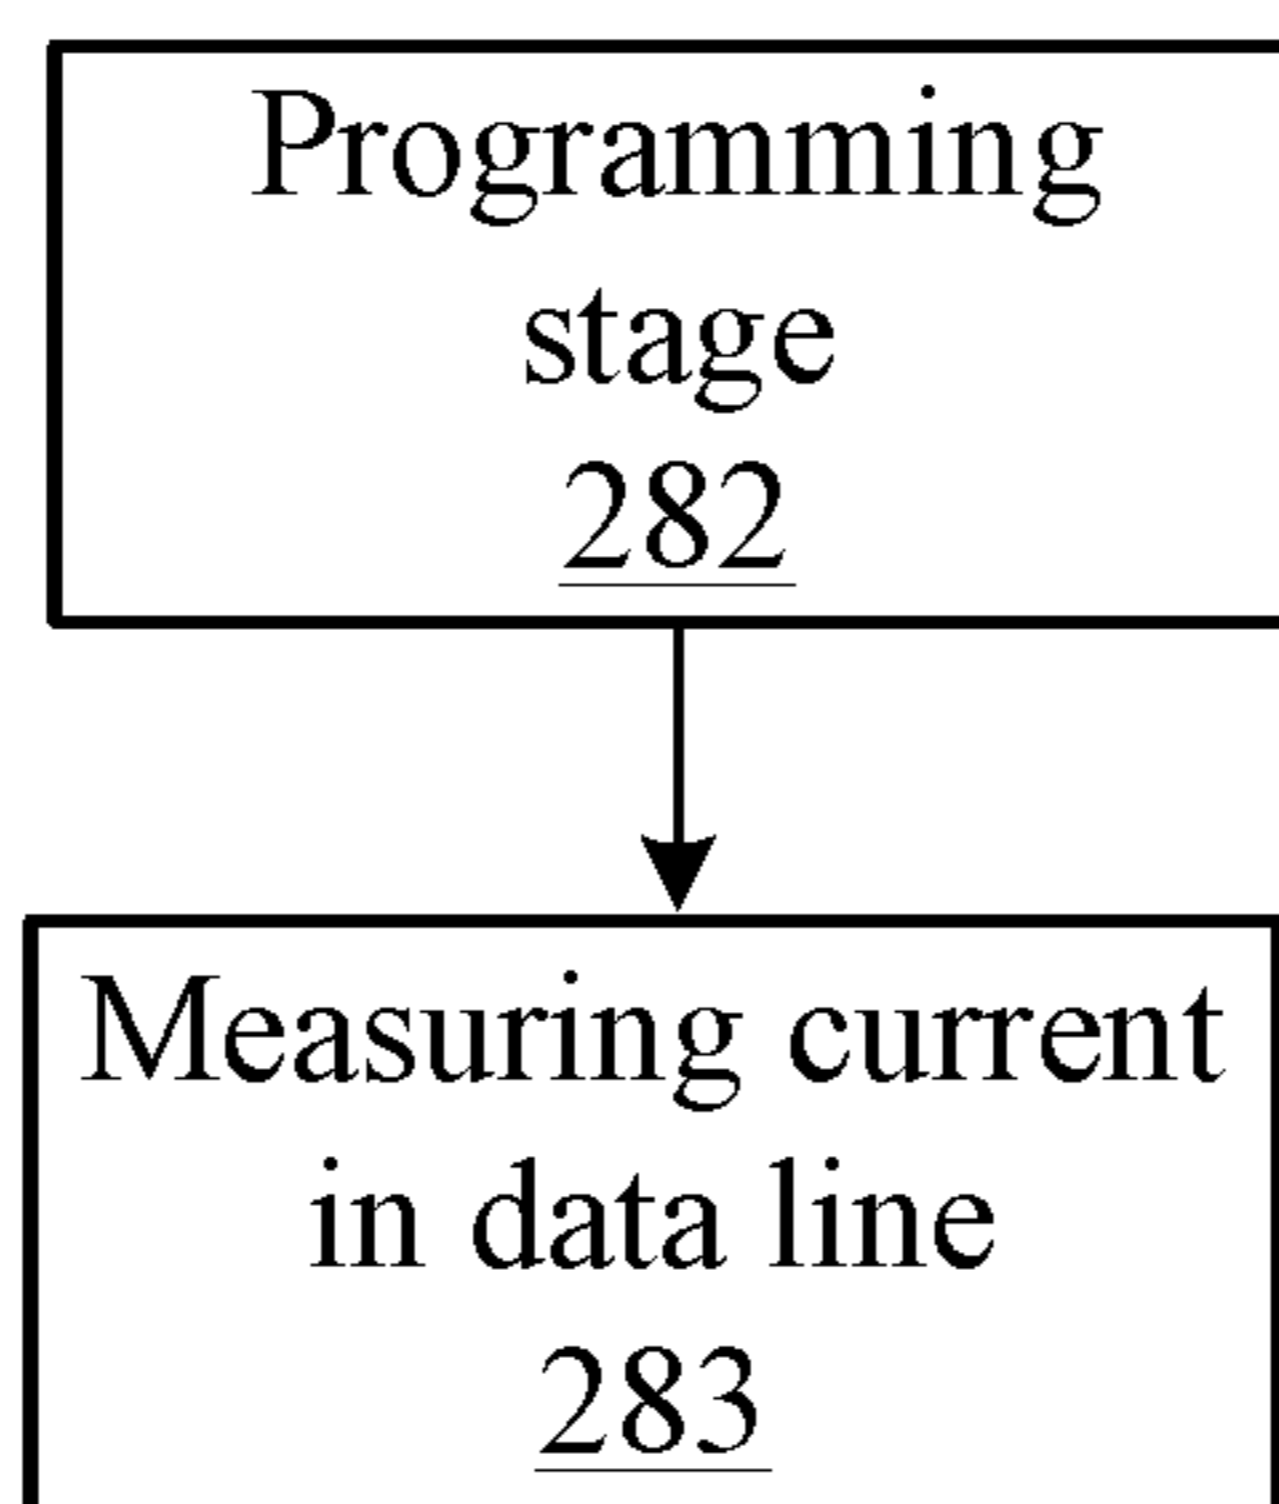 Programming
stage
282
Measuring current
in data line
283